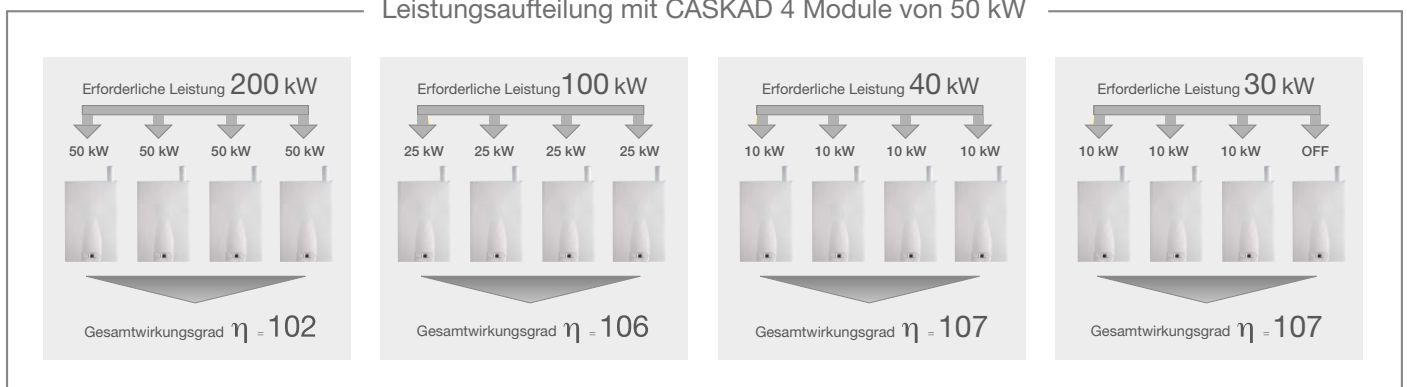 Leistungsaufteilung mit CASKAD 4 Module von 50 kW
Erforderliche Leistung 200 kW
50 kW 50 kW 50 kW 50 kW
Gesamtwirkungsgrad η = 102
Erforderliche Leistung 100 kW
25 kW 25 kW 25 kW 25 kW
Gesamtwirkungsgrad η = 106
Erforderliche Leistung 40 kW
10 kW 10 kW 10 kW 10 kW
Gesamtwirkungsgrad η = 107
Erforderliche Leistung 30 kW
10 kW 10 kW 10 kW OFF
Gesamtwirkungsgrad η = 107